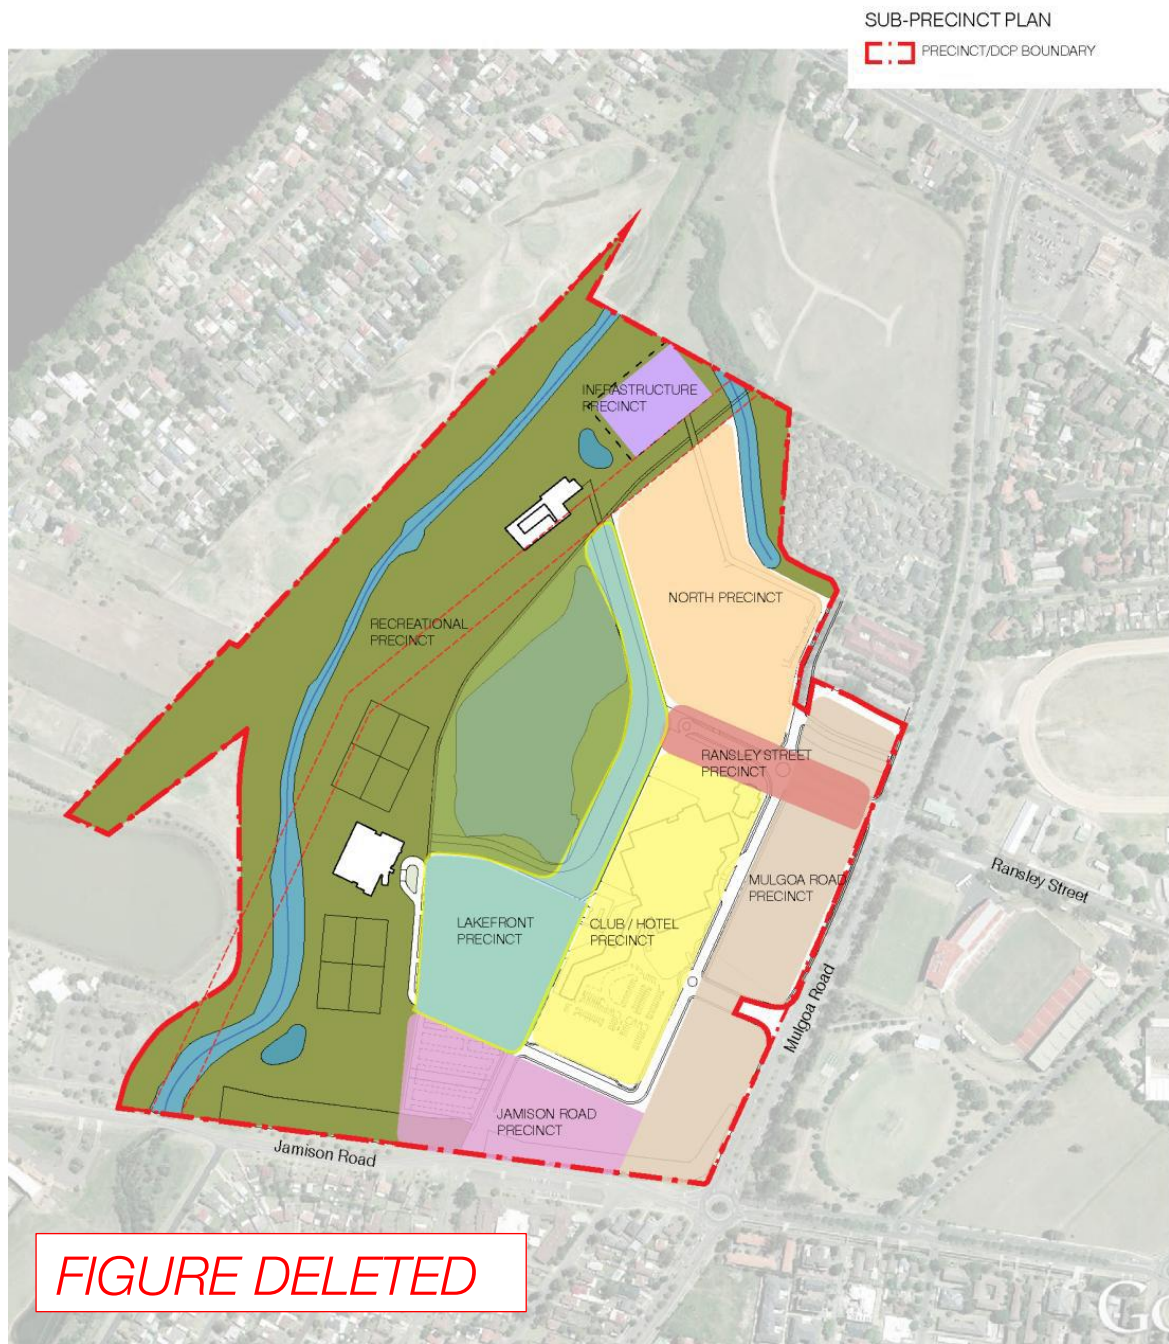 SUB-PRECINCT PLAN
PRECINCT/DCP BOUNDARY
INFRASTRUCTURE
PRECINCT
NORTH PRECINCT
RECREATIONAL
PRECINCT
RANSLEY STREET
PRECINCT
Ransley Street
MULGOA ROAD
PRECINCT
LAKEFRONT
PRECINCT
CLUB / HOTEL
PRECINCT
Mulgoa Road
JAMISON ROAD
PRECINCT
Jamison Road
FIGURE DELETED
Go